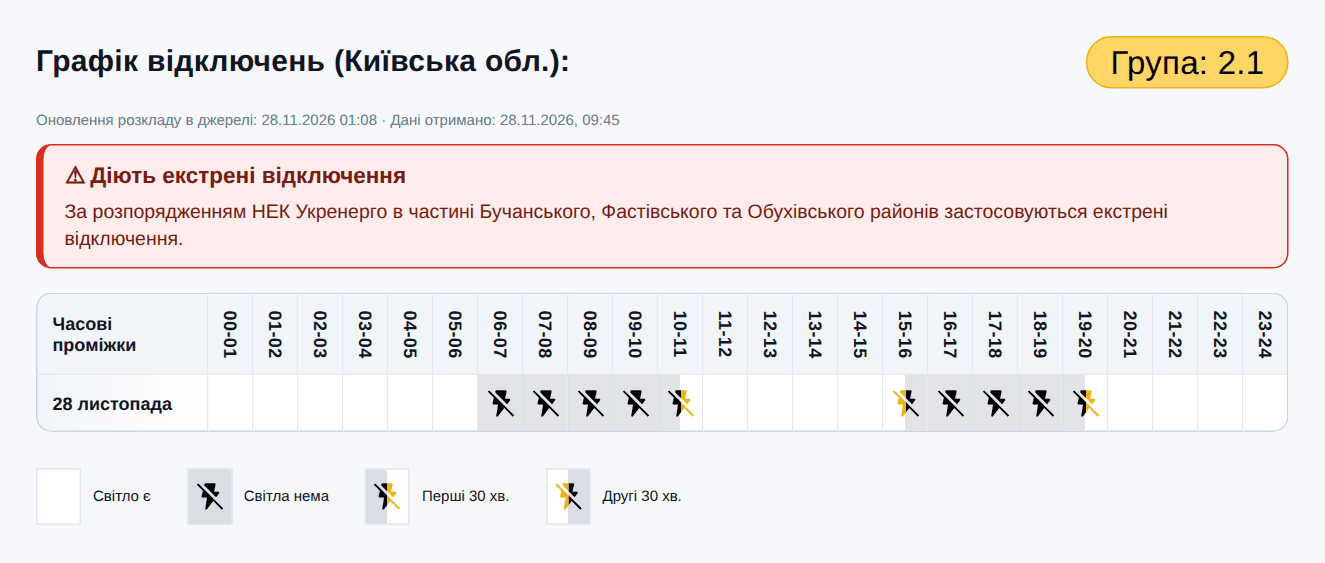 Графік відключень (Київська обл.):
Група: 2.1
Оновлення розкладу в джерелі: 28.11.2026 01:08 · Дані отримано: 28.11.2026, 09:45
⚠ Діють екстрені відключення
За розпорядженням НЕК Укренерго в частині Бучанського, Фастівського та Обухівського районів застосовуються екстрені
відключення.
Часові
проміжки
00-01
01-02
02-03
03-04
04-05
05-06
06-07
07-08
08-09
09-10
10-11
11-12
12-13
13-14
14-15
15-16
16-17
17-18
18-19
19-20
20-21
21-22
22-23
23-24
28 листопада
Світло є
Світла нема
Перші 30 хв.
Другі 30 хв.